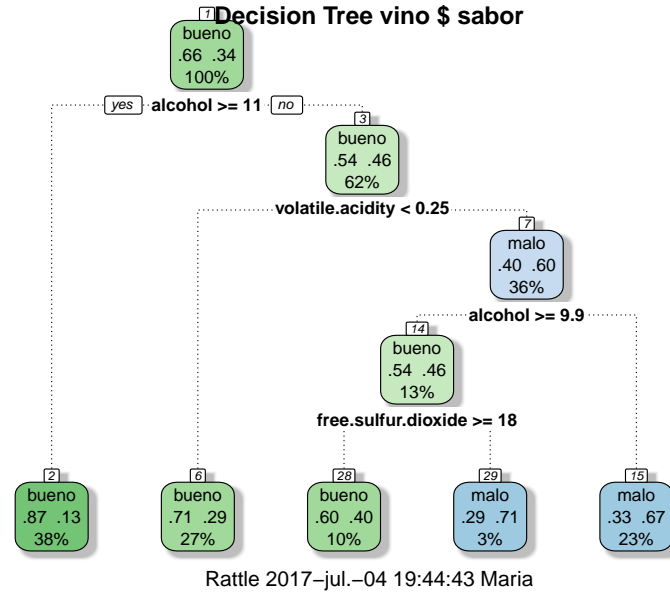 Decision Tree vino $ sabor
1
bueno
.66 .34
100%
yes alcohol >= 11 no
3
bueno
.54 .46
62%
volatile.acidity < 0.25
7
malo
.40 .60
36%
alcohol >= 9.9
14
bueno
.54 .46
13%
free.sulfur.dioxide >= 18
2
bueno
.87 .13
38%
6
bueno
.71 .29
27%
28
bueno
.60 .40
10%
29
malo
.29 .71
3%
15
malo
.33 .67
23%
Rattle 2017−jul.−04 19:44:43 Maria